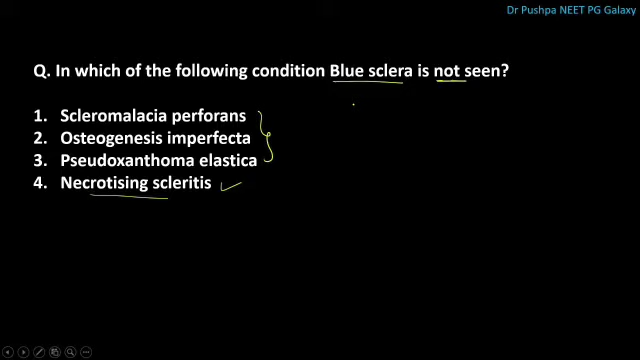 Dr Pushpa NEET PG Galaxy
Q. In which of the following condition Blue sclera is not seen?
1. Scleromalacia perforans
2. Osteogenesis imperfecta
3. Pseudoxanthoma elastica
4. Necrotising scleritis